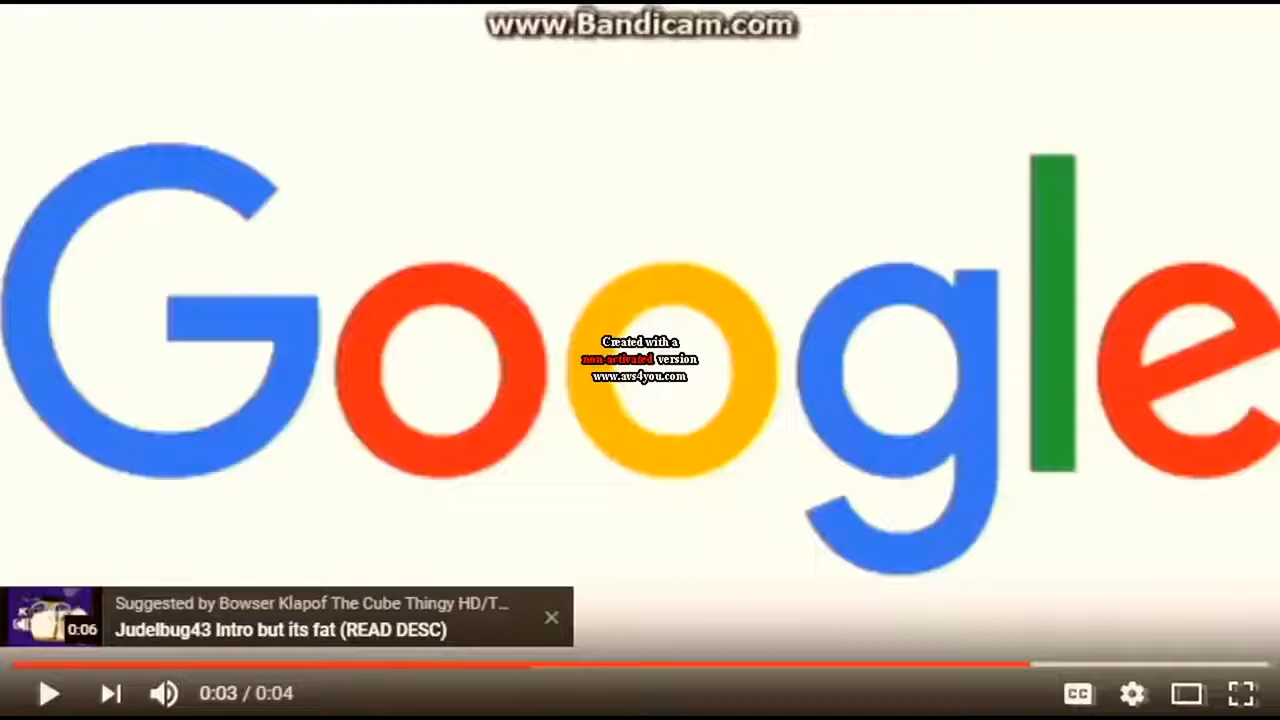 www.Bandicam.com
Google
Created with a
non-activated version
www.avs4you.com
Suggested by Bowser Klapof The Cube Thingy HD/T...
Judelbug43 Intro but its fat (READ DESC)
0:06
0:03 / 0:04
CC